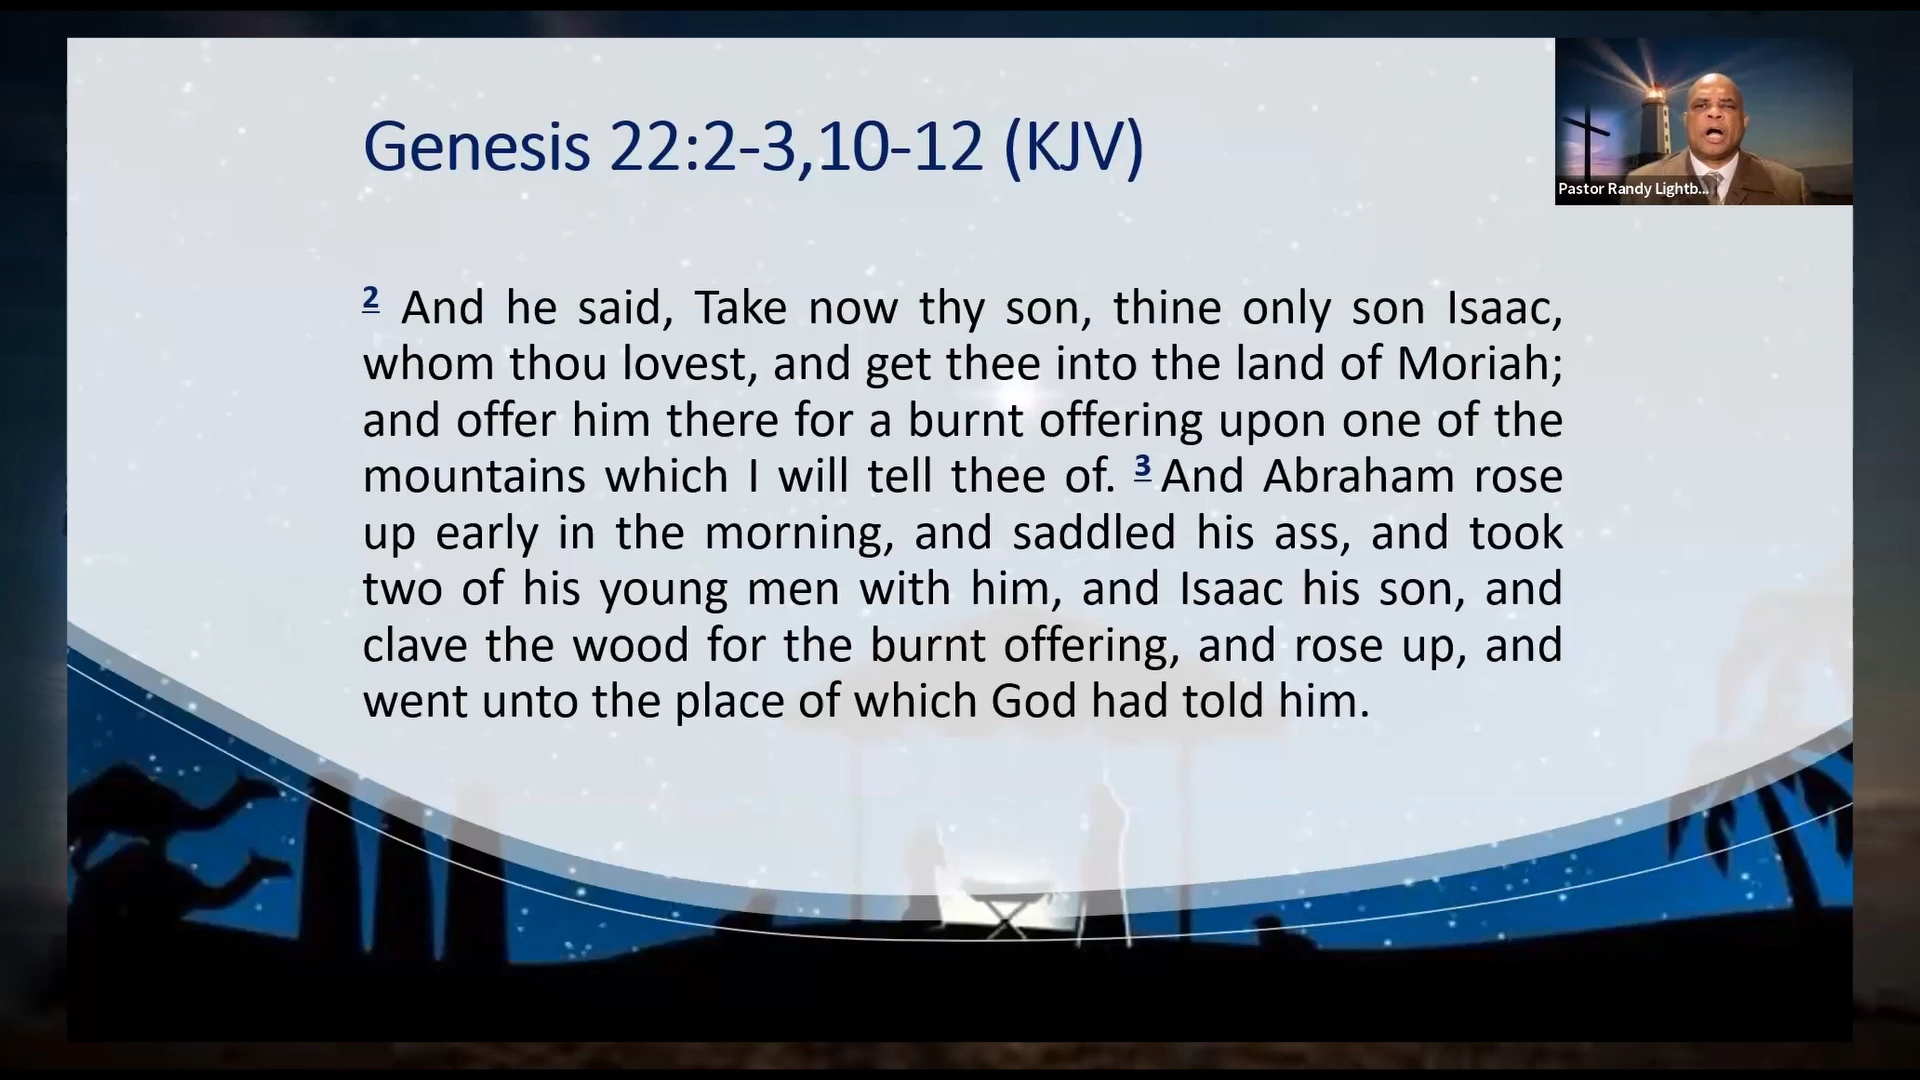 Genesis 22:2-3,10-12 (KJV)
Pastor Randy Lightb...
2 And he said, Take now thy son, thine only son Isaac,
whom thou lovest, and get thee into the land of Moriah;
and offer him there for a burnt offering upon one of the
mountains which I will tell thee of. 3 And Abraham rose
up early in the morning, and saddled his ass, and took
two of his young men with him, and Isaac his son, and
clave the wood for the burnt offering, and rose up, and
went unto the place of which God had told him.